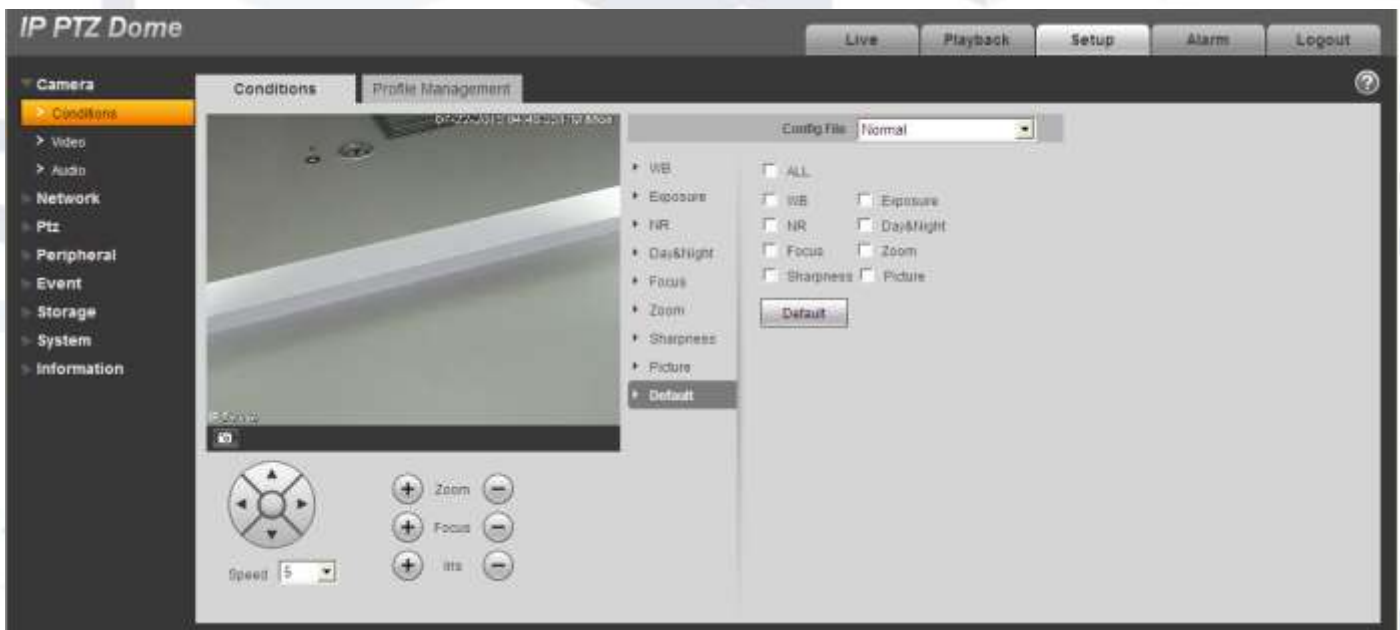 IP PTZ Dome
Live
Playback
Setup
Alarm
Logout
Camera
Conditions
Video
Audio
Network
Ptz
Peripheral
Event
Storage
System
Information
Conditions
Profile Management
Config File
Normal
WB
Exposure
NR
Day&Night
Focus
Zoom
Sharpness
Picture
Default
ALL
WB
Exposure
NR
Day&Night
Focus
Zoom
Sharpness
Picture
Default
Zoom
Focus
Iris
Speed
5